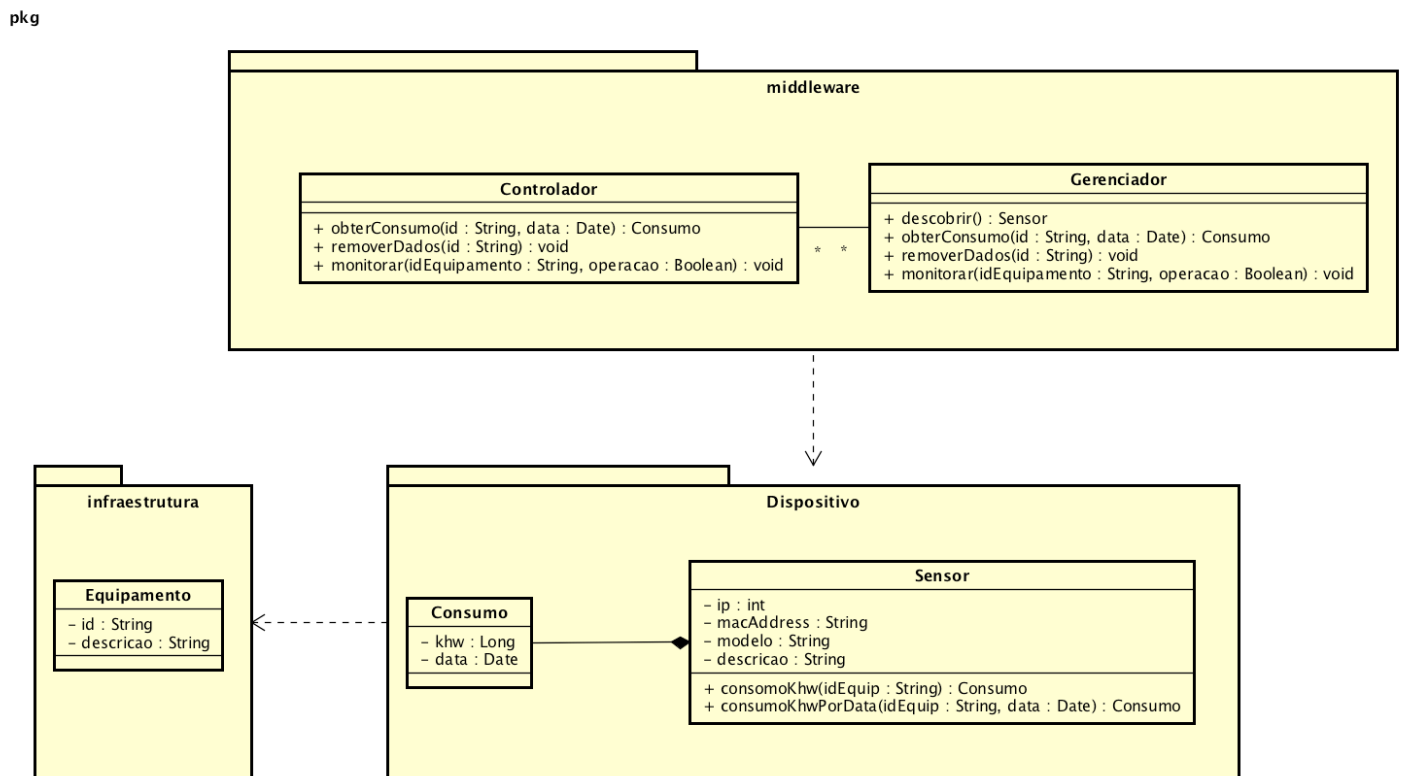 pkg
middleware
Controlador
+ obterConsumo(id : String, data : Date) : Consumo
+ removerDados(id : String) : void
+ monitorar(idEquipamento : String, operacao : Boolean) : void
* *
Gerenciador
+ descobrir() : Sensor
+ obterConsumo(id : String, data : Date) : Consumo
+ removerDados(id : String) : void
+ monitorar(idEquipamento : String, operacao : Boolean) : void
infraestrutura
Equipamento
- id : String
- descricao : String
Dispositivo
Consumo
- khw : Long
- data : Date
Sensor
- ip : int
- macAddress : String
- modelo : String
- descricao : String
+ consomoKhw(idEquip : String) : Consumo
+ consumoKhwPorData(idEquip : String, data : Date) : Consumo